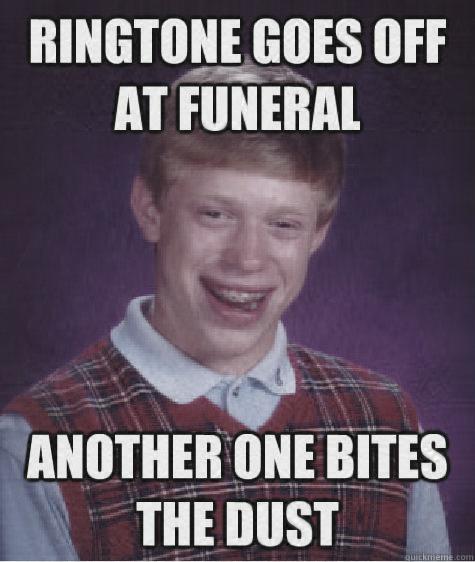 RINGTONE GOES OFF
AT FUNERAL
ANOTHER ONE BITES
THE DUST
quickmeme.com